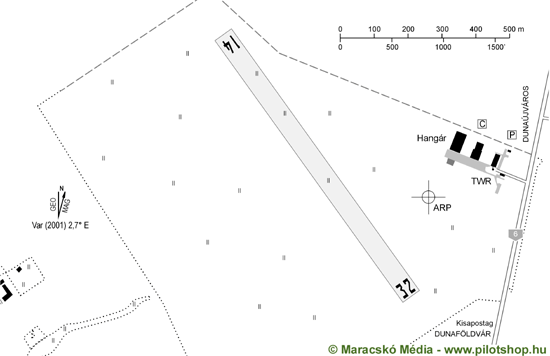 0 100 200 300 400 500 m
0 500 1000 1500'
14
C
P
DUNAÚJVÁROS
Hangár
TWR
N
GEO
MAG
Var (2001) 2,7° E
ARP
6
32
Kisapostag
DUNAFÖLDVÁR
© Maracskó Média - www.pilotshop.hu